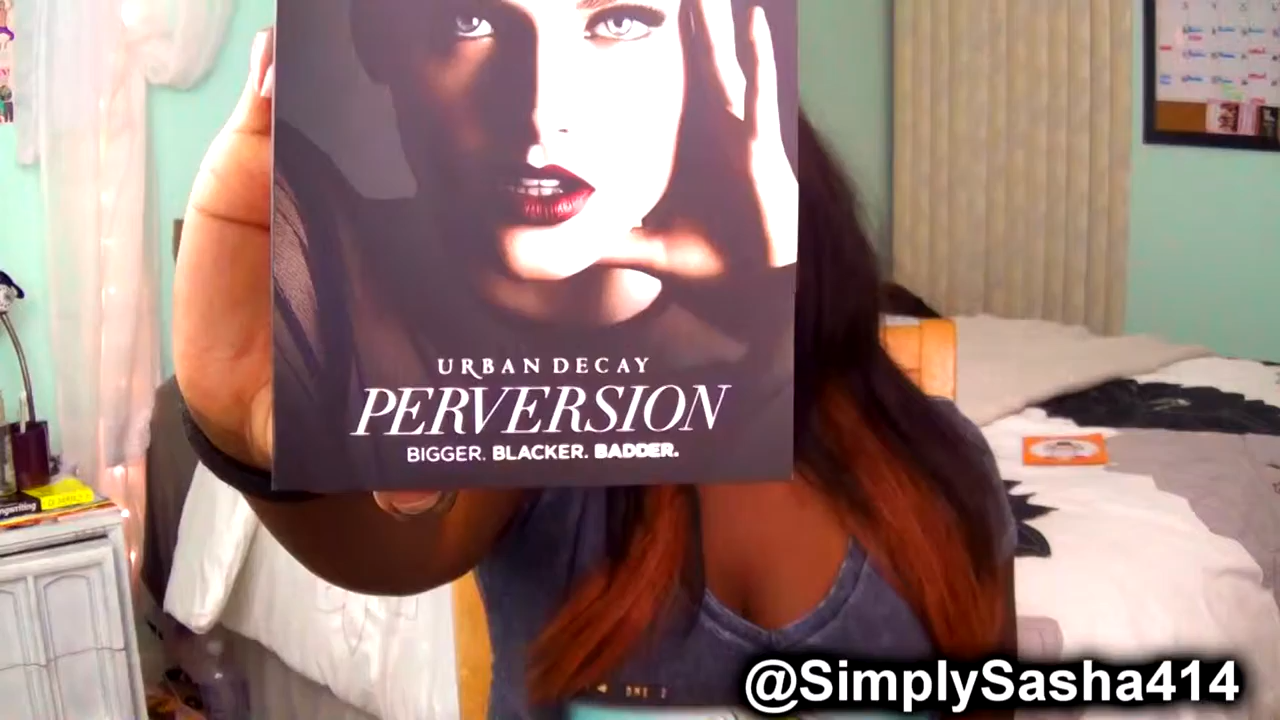 URBAN DECAY
PERVERSION
BIGGER. BLACKER. BADDER.
@SimplySasha414